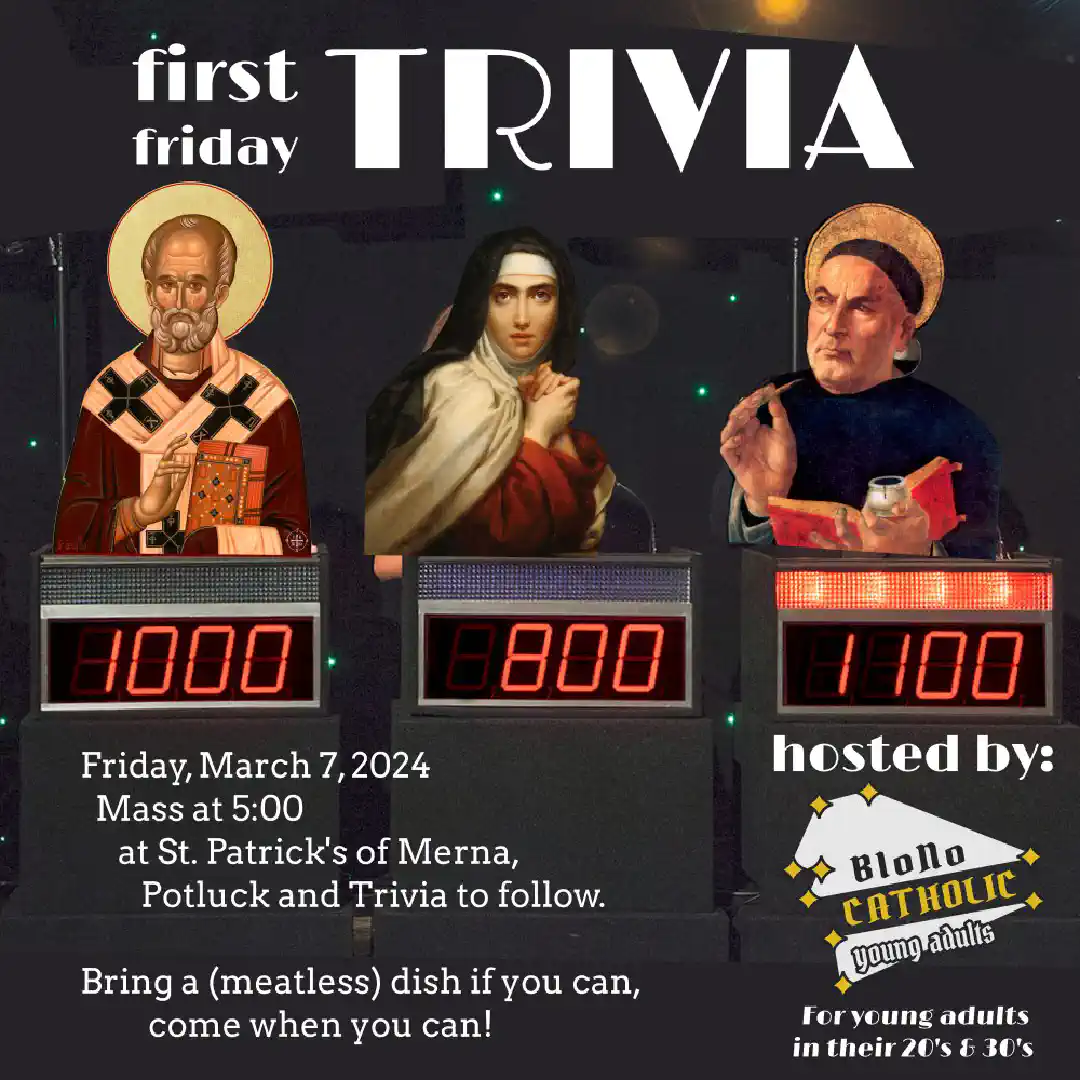 first
friday
TRIVIA
1000
800
1100
Friday, March 7, 2024
Mass at 5:00
at St. Patrick's of Merna,
Potluck and Trivia to follow.
Bring a (meatless) dish if you can,
come when you can!
hosted by:
BloNo
CATHOLIC
young adults
For young adults
in their 20's & 30's